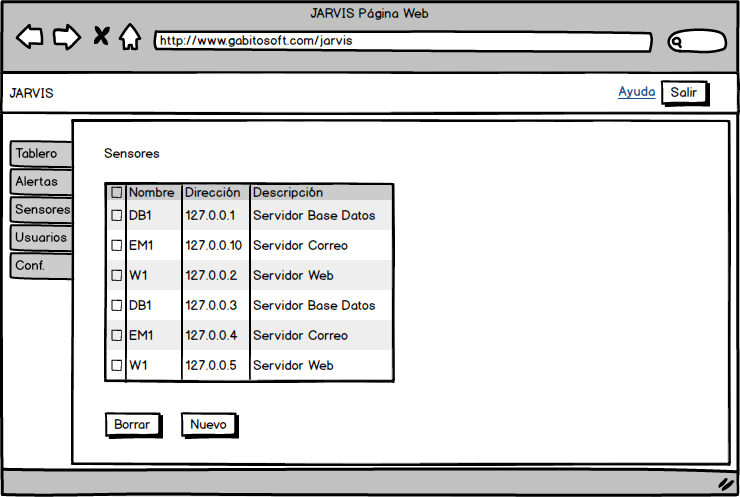 JARVIS Página Web
http://www.gabitosoft.com/jarvis
JARVIS
Ayuda Salir
Tablero
Alertas
Sensores
Usuarios
Conf.
Sensores
Nombre Dirección Descripción
DB1 127.0.0.1 Servidor Base Datos
EM1 127.0.0.10 Servidor Correo
W1 127.0.0.2 Servidor Web
DB1 127.0.0.3 Servidor Base Datos
EM1 127.0.0.4 Servidor Correo
W1 127.0.0.5 Servidor Web
Borrar Nuevo